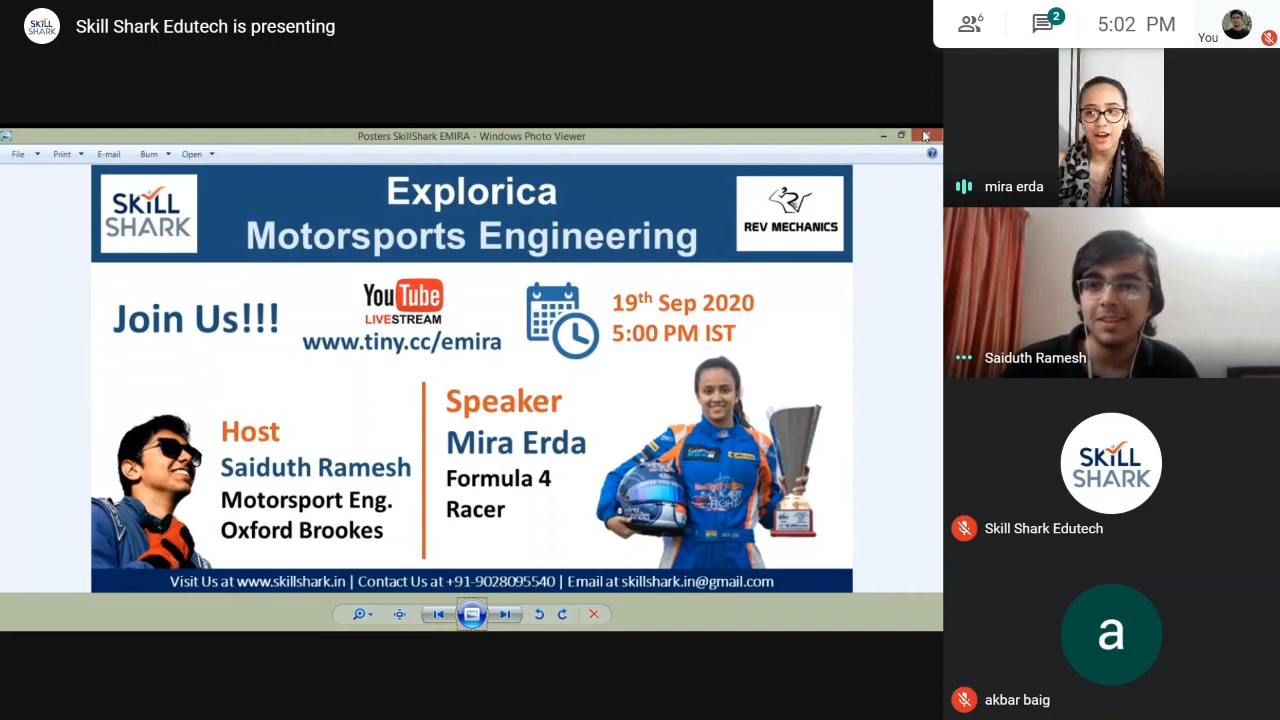 SKILL
SHARK
Skill Shark Edutech is presenting
6
2
5:02 PM
You
Posters SkillShark EMIRA - Windows Photo Viewer
File
Print
E-mail
Burn
Open
SKILL
SHARK
Explorica
Motorsports Engineering
REV MECHANICS
Join Us!!!
YouTube
LIVESTREAM
www.tiny.cc/emira
19th Sep 2020
5:00 PM IST
Host
Saiduth Ramesh
Motorsport Eng.
Oxford Brookes
Speaker
Mira Erda
Formula 4
Racer
Visit Us at www.skillshark.in | Contact Us at +91-9028095540 | Email at skillshark.in@gmail.com
mira erda
Saiduth Ramesh
SKILL
SHARK
Skill Shark Edutech
a
akbar baig